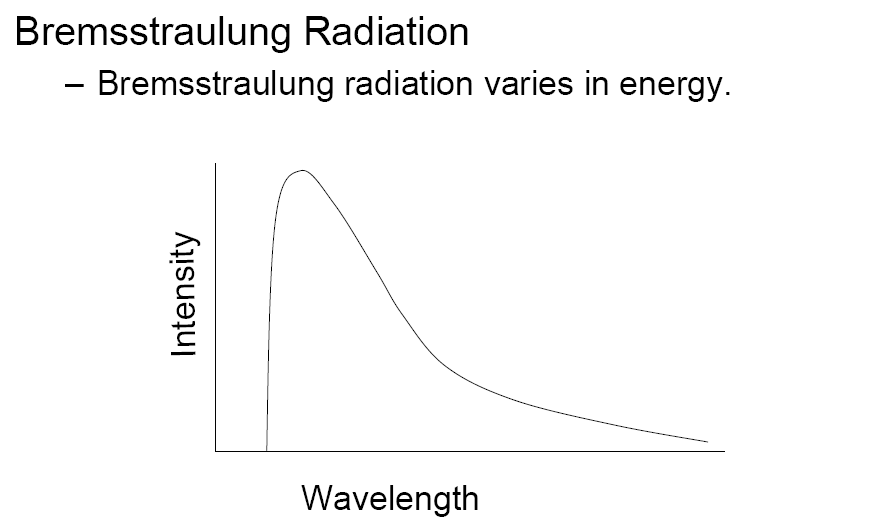 Bremsstraulung Radiation
– Bremsstraulung radiation varies in energy.
Intensity
Wavelength